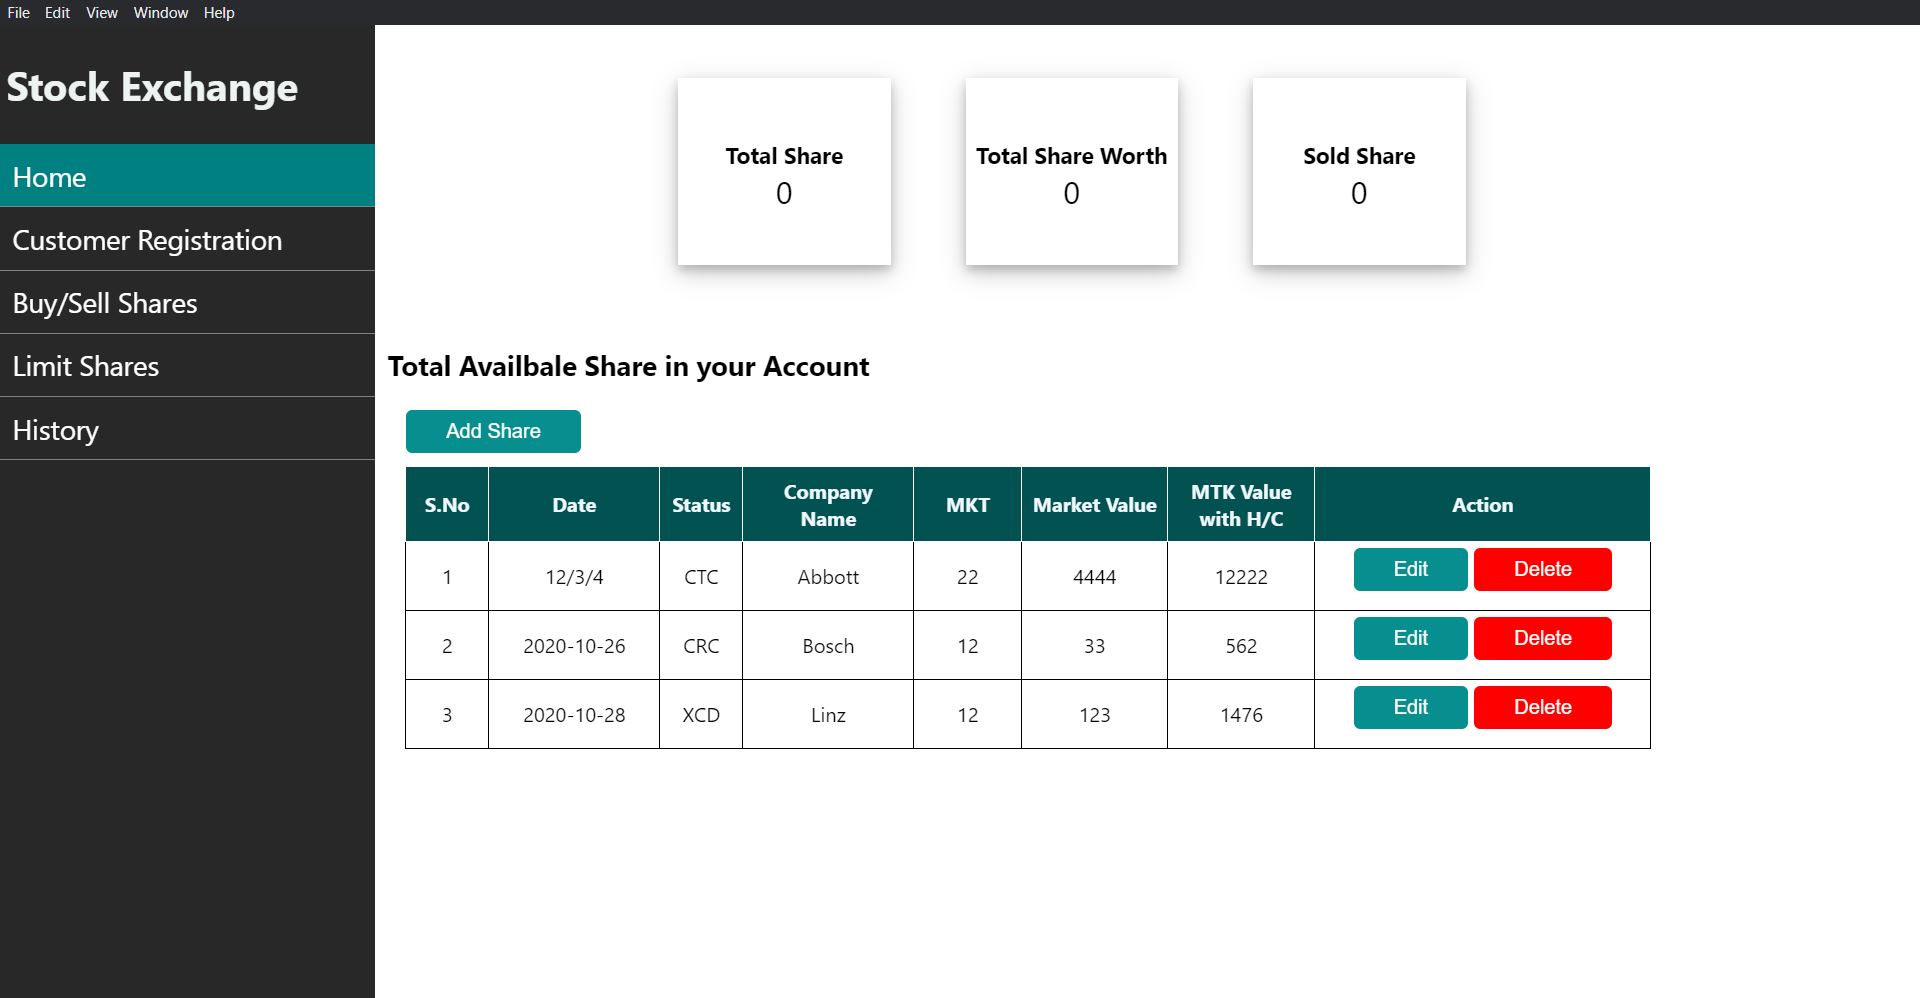 File Edit View Window Help
Stock Exchange
Home
Customer Registration
Buy/Sell Shares
Limit Shares
History
Total Share
0
Total Share Worth
0
Sold Share
0
Total Availbale Share in your Account
Add Share
S.No Date Status Company Name MKT Market Value MTK Value with H/C Action
1 12/3/4 CTC Abbott 22 4444 12222 Edit Delete
2 2020-10-26 CRC Bosch 12 33 562 Edit Delete
3 2020-10-28 XCD Linz 12 123 1476 Edit Delete